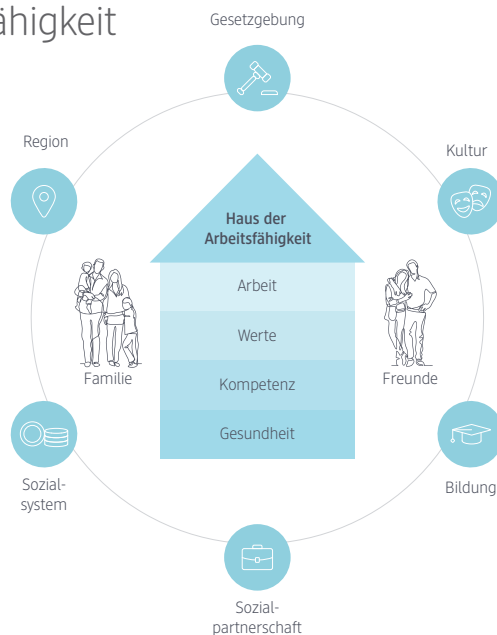 ähigkeit
Gesetzgebung
Region
Kultur
Haus der
Arbeitsfähigkeit
Arbeit
Werte
Familie
Kompetenz
Freunde
Gesundheit
Sozial-
system
Bildung
Sozial-
partnerschaft